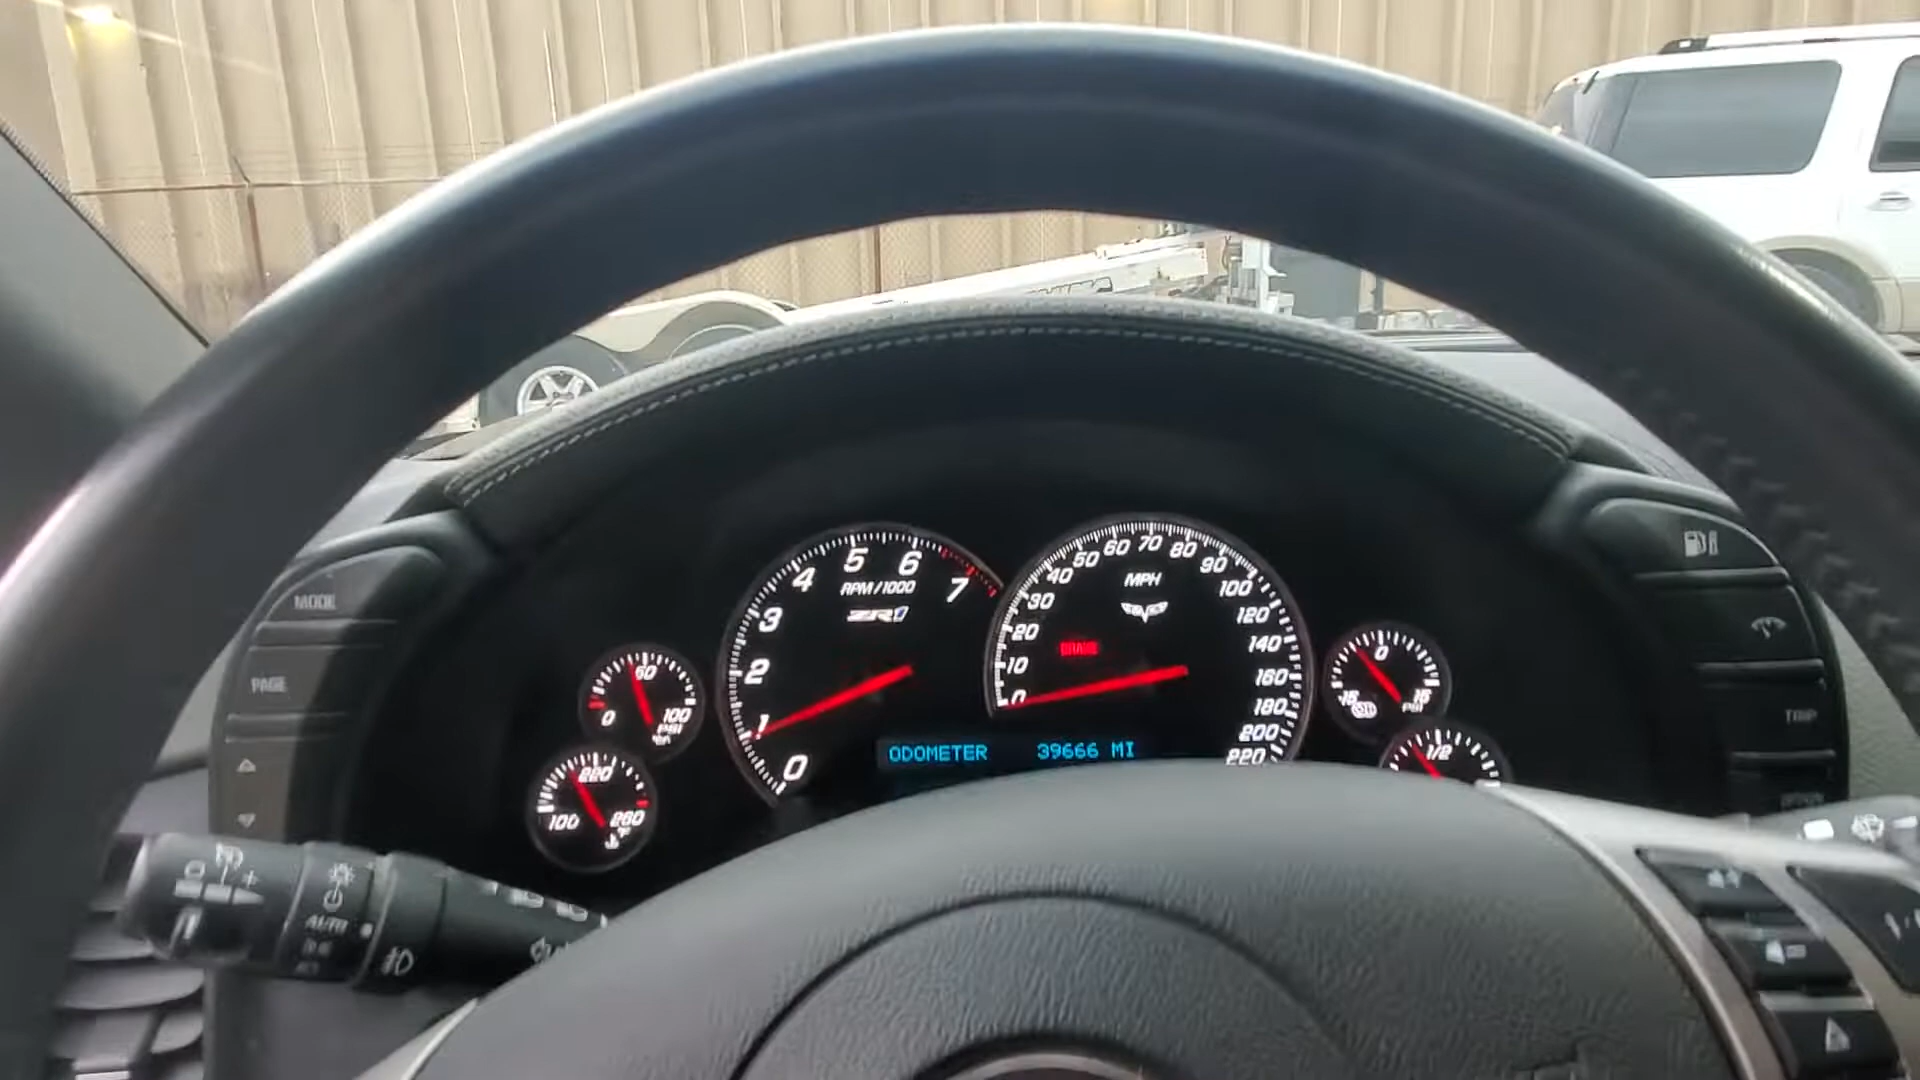 MODE
PAGE
0 1 2 3 4 5 6 7
RPM/1000
ZR1
0 10 20 30 40 50 60 70 80 90 100 120 140 160 180 200 220
MPH
BRAKE
ODOMETER 39666 MI
0 60 100
PSI
100 220 260
°F
15 0 15
PSI
1/2
TRIP
AUTO